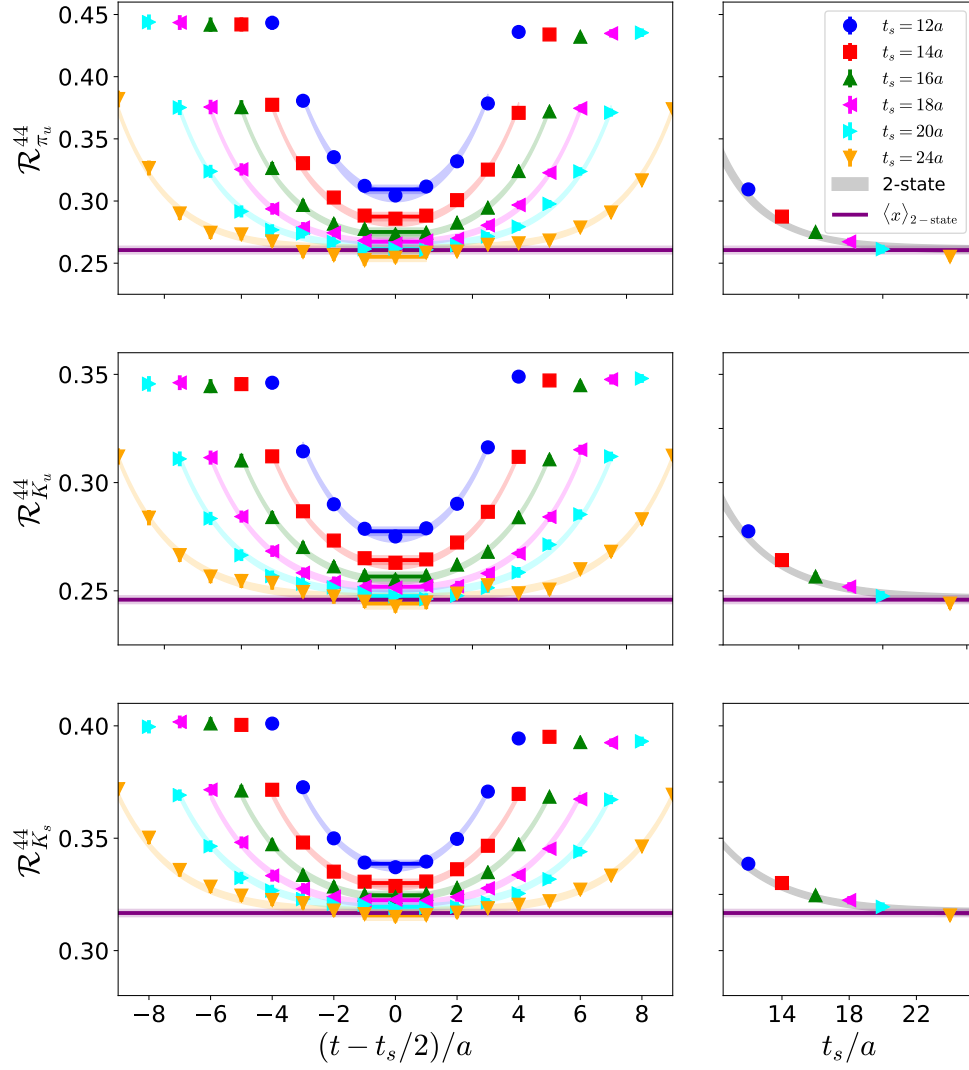 0.45
0.40
0.35
0.30
0.25
$\mathcal{R}^{44}_{\pi_u}$
$t_s = 12a$
$t_s = 14a$
$t_s = 16a$
$t_s = 18a$
$t_s = 20a$
$t_s = 24a$
2-state
$\langle x \rangle_{2-state}$
0.35
0.30
0.25
$\mathcal{R}^{44}_{K_u}$
0.40
0.35
0.30
$\mathcal{R}^{44}_{K_s}$
−8 −6 −4 −2 0 2 4 6 8
$(t - t_s/2)/a$
14 18 22
$t_s/a$